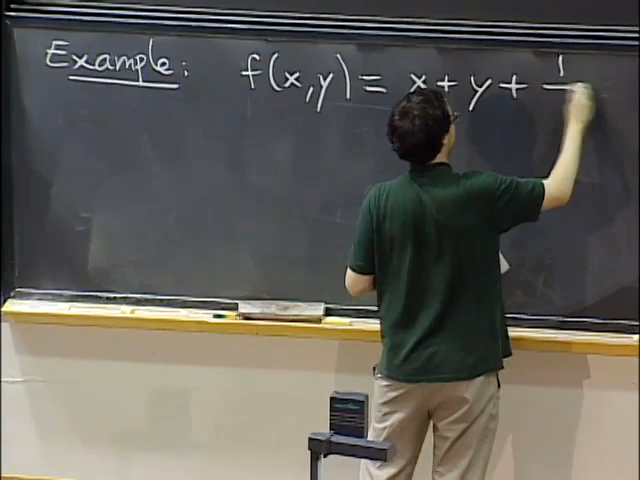 Example: f(x,y) = x + y + 1/